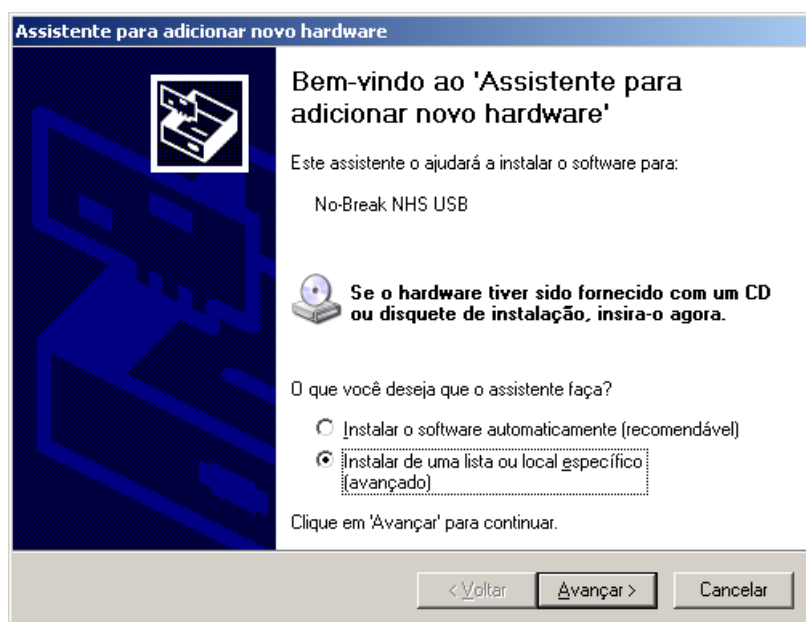 Assistente para adicionar novo hardware
Bem-vindo ao 'Assistente para
adicionar novo hardware'
Este assistente o ajudará a instalar o software para:
No-Break NHS USB
Se o hardware tiver sido fornecido com um CD
ou disquete de instalação, insira-o agora.
O que você deseja que o assistente faça?
Instalar o software automaticamente (recomendável)
Instalar de uma lista ou local específico
(avançado)
Clique em 'Avançar' para continuar.
< Voltar Avançar > Cancelar